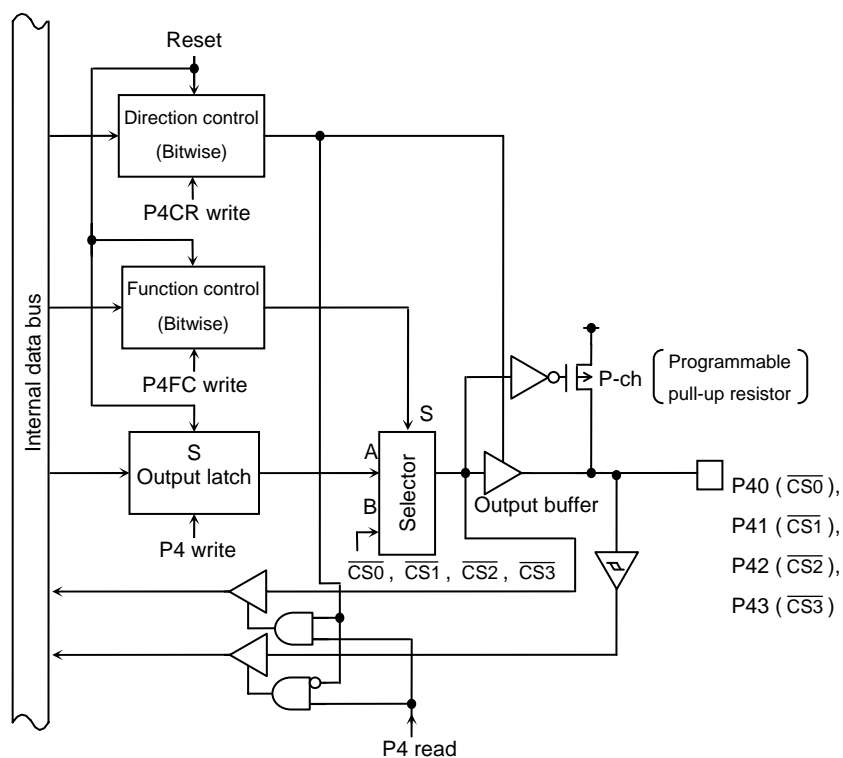 Reset
Direction control
(Bitwise)
P4CR write
Internal data bus
Function control
(Bitwise)
P4FC write
P-ch
Programmable
pull-up resistor
S
Output latch
P4 write
S
A
B
Selector
Output buffer
CS0, CS1, CS2, CS3
P40 (CS0),
P41 (CS1),
P42 (CS2),
P43 (CS3)
P4 read